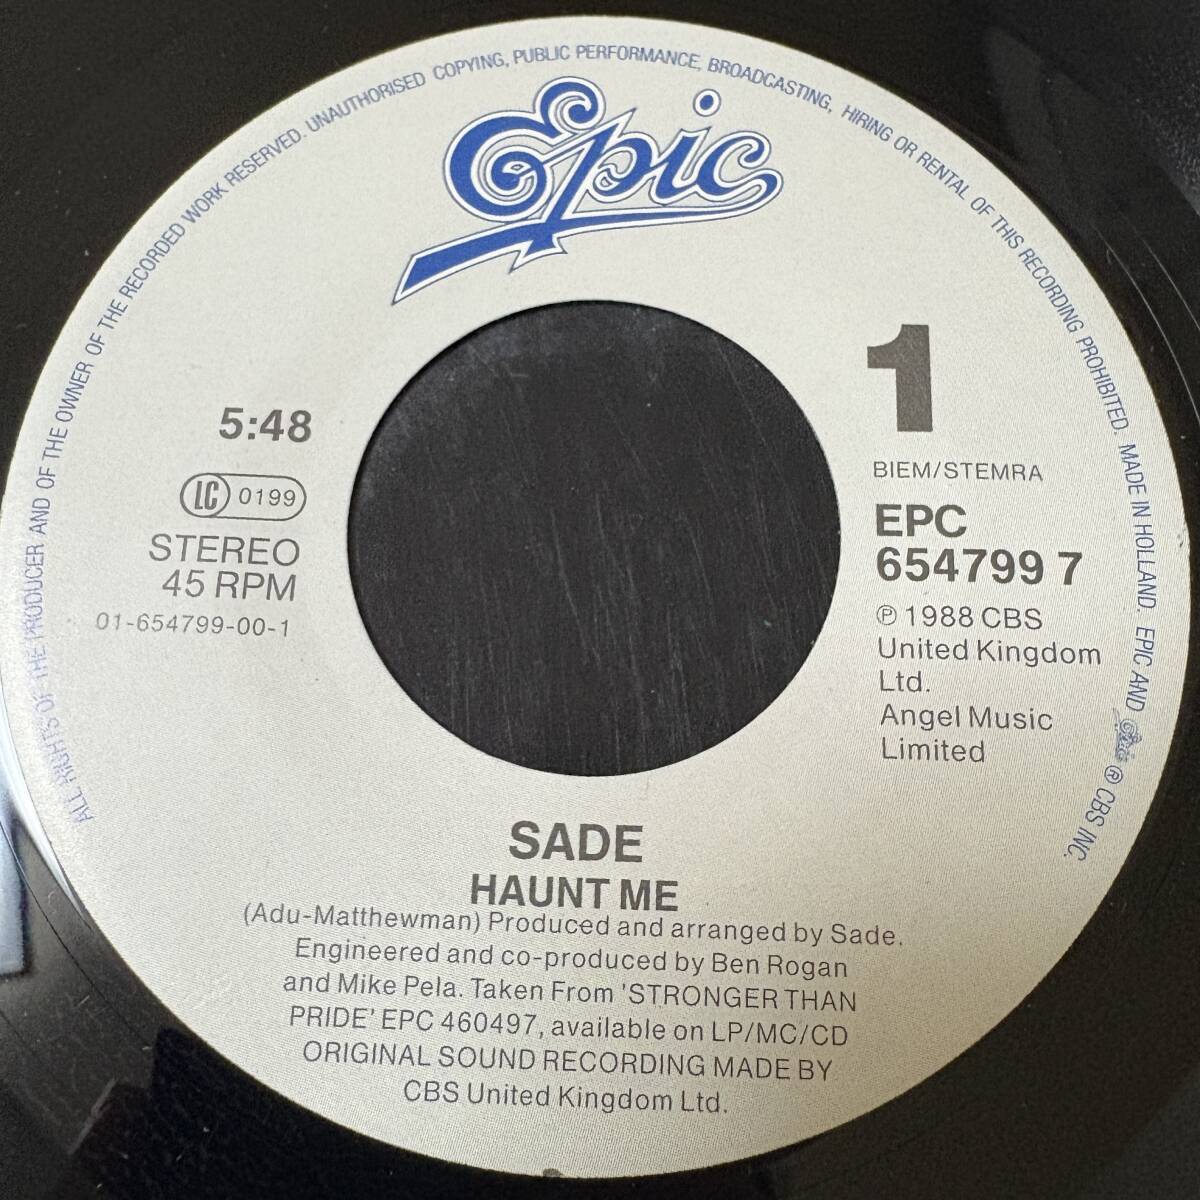 ALL RIGHTS OF THE PRODUCER AND OF THE OWNER OF THE RECORDED WORK RESERVED. UNAUTHORISED COPYING, PUBLIC PERFORMANCE, BROADCASTING, HIRING OR RENTAL OF THIS RECORDING PROHIBITED. MADE IN HOLLAND. EPIC AND Epic ® CBS INC.
Epic
5:48
LC 0199
STEREO
45 RPM
01-654799-00-1
1
BIEM/STEMRA
EPC
654799 7
℗ 1988 CBS
United Kingdom
Ltd.
Angel Music
Limited
SADE
HAUNT ME
(Adu-Matthewman) Produced and arranged by Sade.
Engineered and co-produced by Ben Rogan
and Mike Pela. Taken From 'STRONGER THAN
PRIDE' EPC 460497, available on LP/MC/CD
ORIGINAL SOUND RECORDING MADE BY
CBS United Kingdom Ltd.